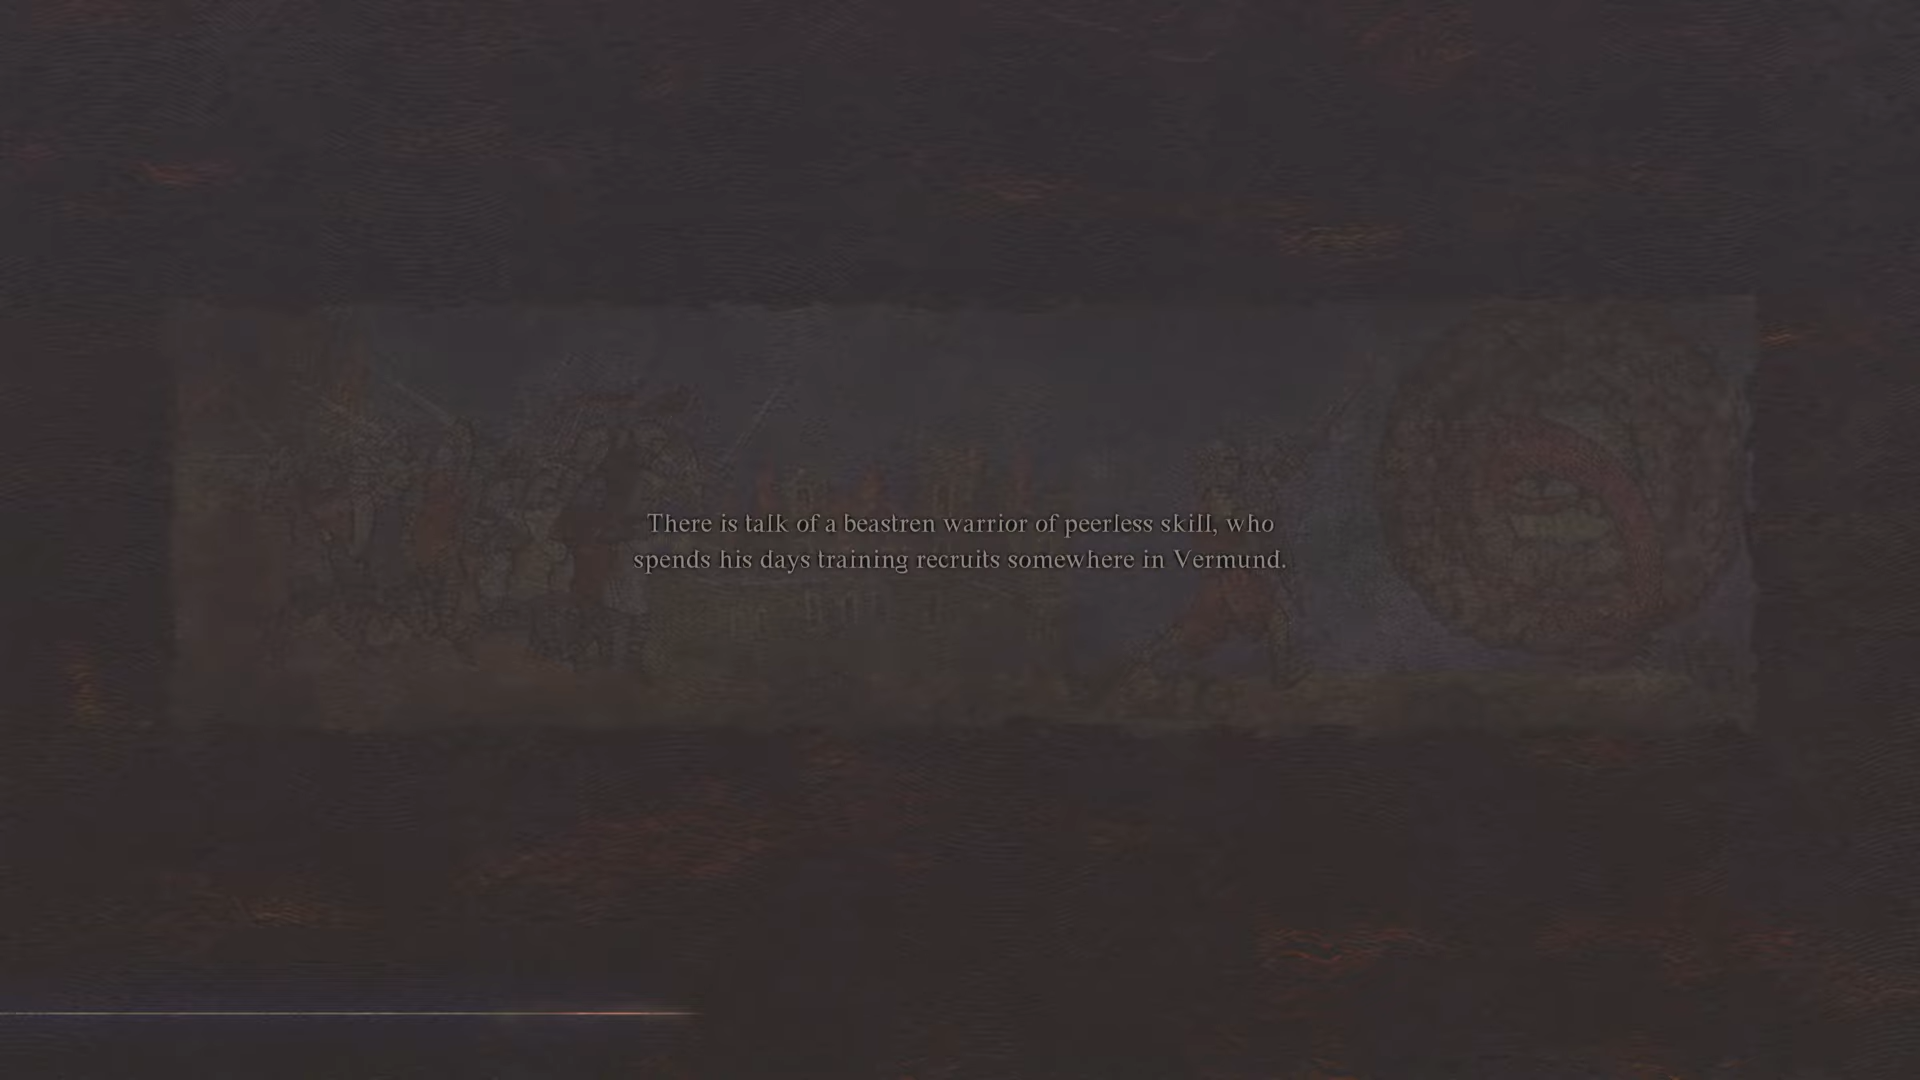 There is talk of a beastren warrior of peerless skill, who
spends his days training recruits somewhere in Vermund.